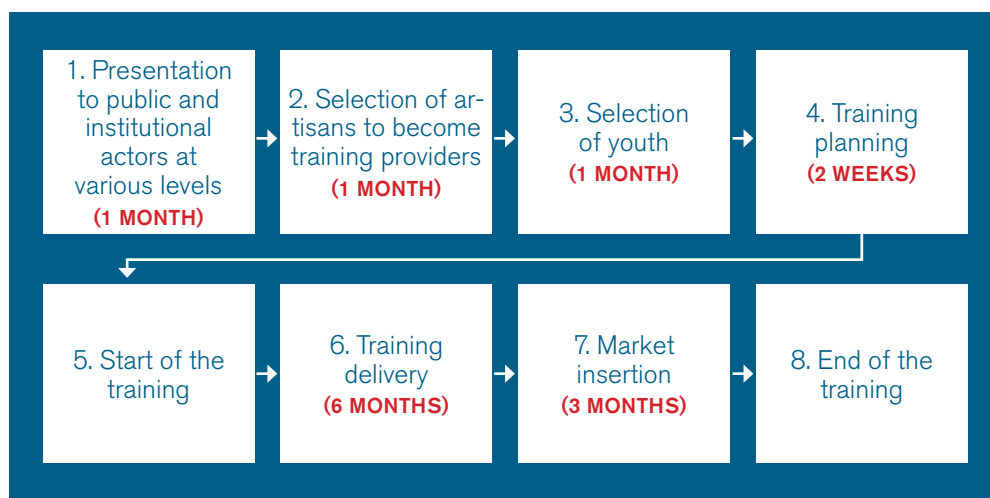 1. Presentation
to public and
institutional
actors at
various levels
(1 MONTH)
2. Selection of ar-
tisans to become
training providers
(1 MONTH)
3. Selection
of youth
(1 MONTH)
4. Training
planning
(2 WEEKS)
5. Start of the
training
6. Training
delivery
(6 MONTHS)
7. Market
insertion
(3 MONTHS)
8. End of the
training